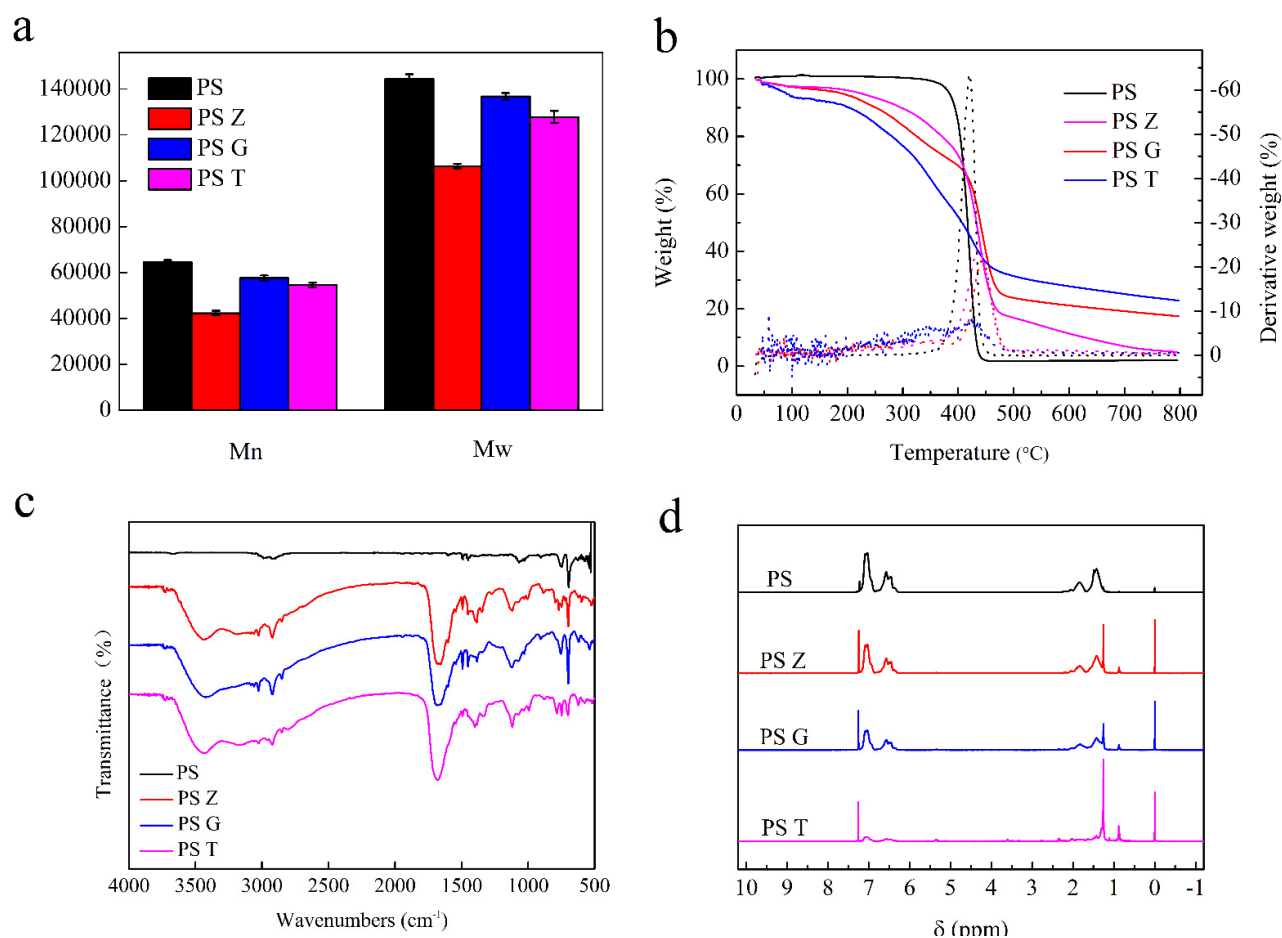 a
140000
120000
100000
80000
60000
40000
20000
0
PS
PS Z
PS G
PS T
Mn
Mw
b
Weight (%)
100
80
60
40
20
0
PS
PS Z
PS G
PS T
-60
-50
-40
-30
-20
-10
0
Derivative weight (%)
0 100 200 300 400 500 600 700 800
Temperature (°C)
c
Transmittance (%)
PS
PS Z
PS G
PS T
4000 3500 3000 2500 2000 1500 1000 500
Wavenumbers (cm-1)
d
PS
PS Z
PS G
PS T
10 9 8 7 6 5 4 3 2 1 0 -1
δ (ppm)